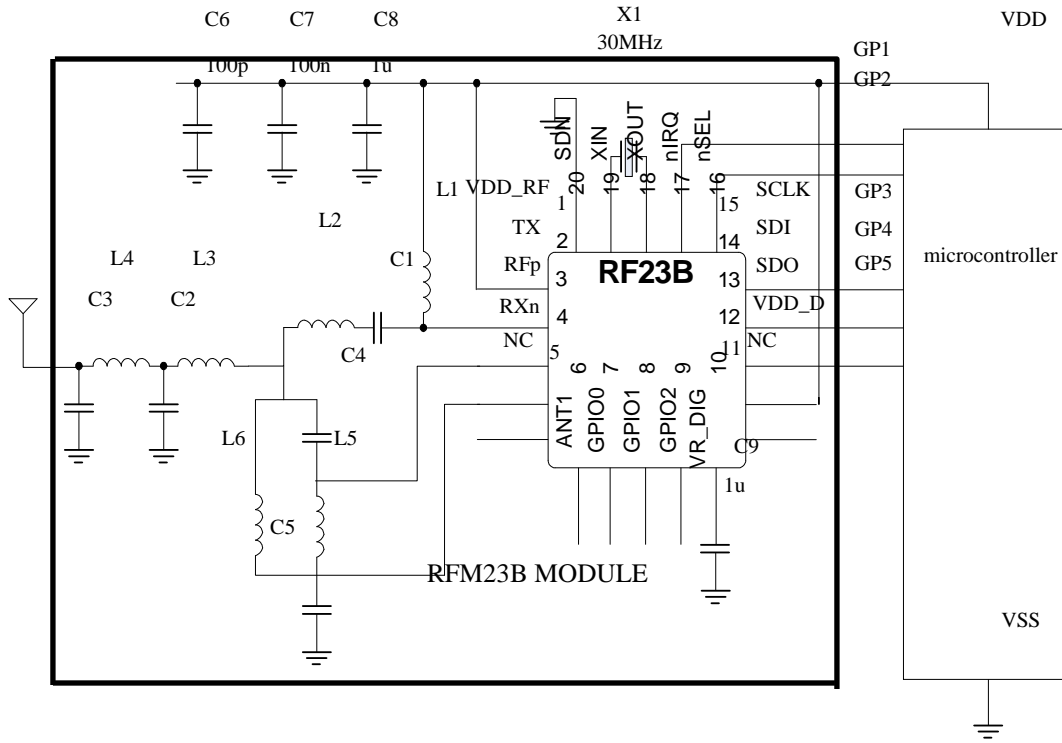 C6 C7 C8 X1 VDD
30MHz
GP1
100p 100n 1u
GP2
SDN XIN XOUT nIRQ nSEL
L1 VDD_RF 20 19 18 17 16 SCLK GP3
1 15
L2 TX SDI GP4
2 14
L4 L3 C1 RFp RF23B SDO GP5 microcontroller
3 13
C3 C2 RXn VDD_D
4 12
C4 NC 11 NC
5 6 7 8 9 10
L6 L5 ANT1 GPIO0 GPIO1 GPIO2 VR_DIG C9
1u
C5
RFM23B MODULE
VSS